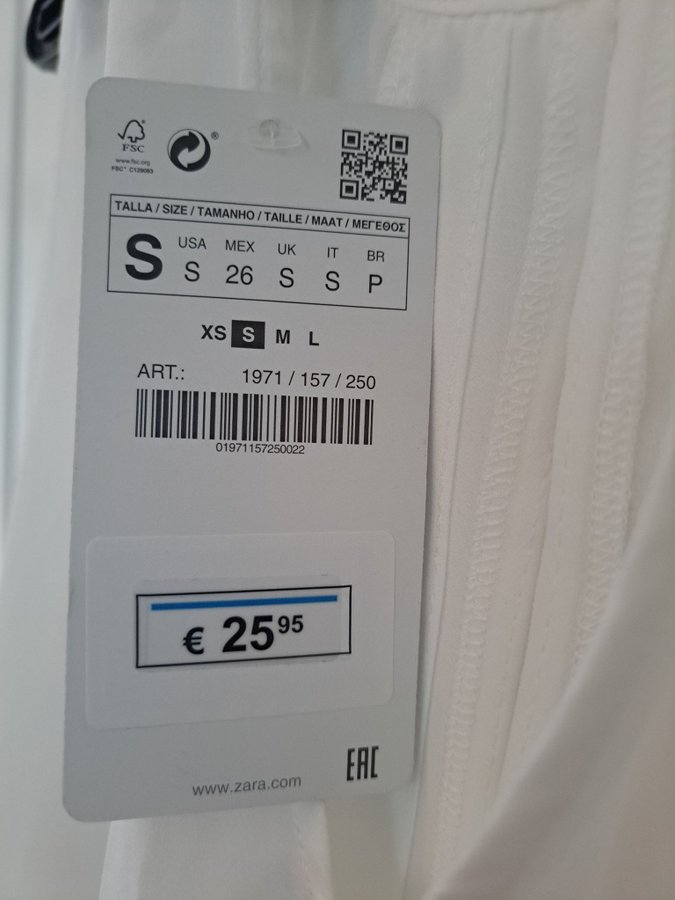 FSC
www.fsc.org
FSC® C128083
®
TALLA / SIZE / TAMANHO / TAILLE / MAAT / ΜΕΓΕΘΟΣ
S
USA MEX UK IT BR
S 26 S S P
XS S M L
ART.: 1971 / 157 / 250
01971157250022
€ 25 95
EAC
www.zara.com